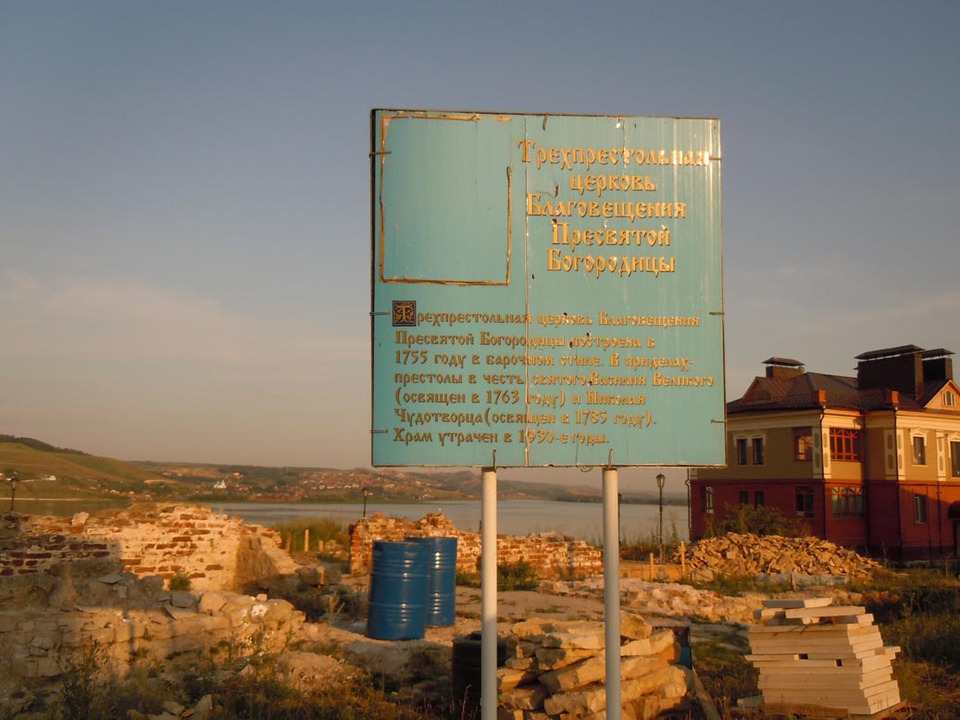 Трехпрестольная
церковь
Благовещения
Пресвятой
Богородицы
Трехпрестольная церковь Благовещения
Пресвятой Богородицы построена в
1755 году в барочном стиле. В приделах-
престолы в честь святого Василия Великого
(освящен в 1763 году) и Николая
Чудотворца(освящен в 1785 году).
Храм утрачен в 1930-е годы.